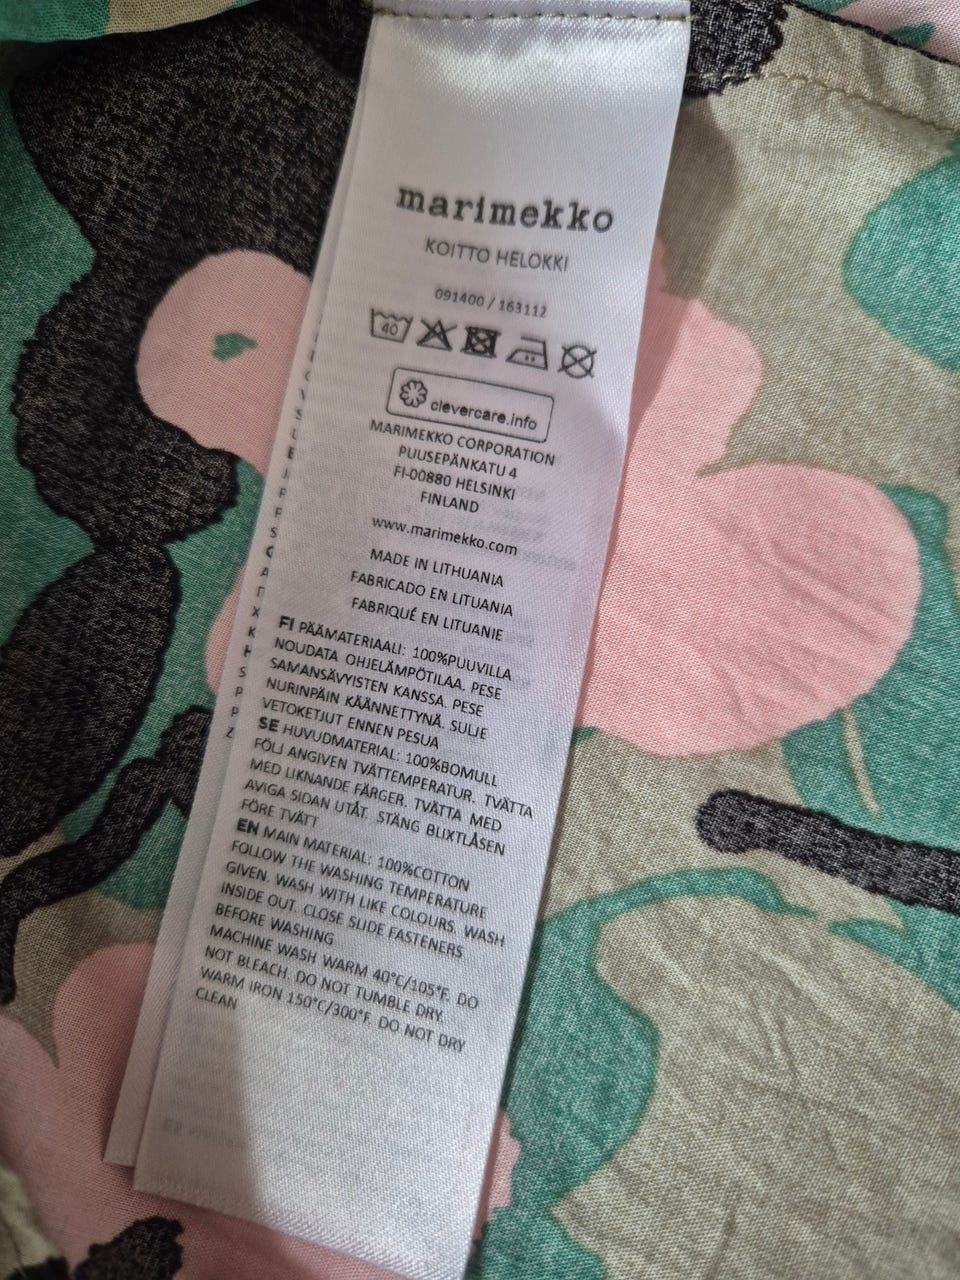 marimekko
KOITTO HELOKKI
091400 / 163112
40
clevercare.info
MARIMEKKO CORPORATION
PUUSEPÄNKATU 4
FI-00880 HELSINKI
FINLAND
www.marimekko.com
MADE IN LITHUANIA
FABRICADO EN LITUANIA
FABRIQUÉ EN LITUANIE
FI PÄÄMATERIAALI: 100%PUUVILLA
NOUDATA OHJELÄMPÖTILAA. PESE
SAMANSÄVYISTEN KANSSA. PESE
NURINPÄIN KÄÄNNETTYNÄ. SULJE
VETOKETJUT ENNEN PESUA
SE HUVUDMATERIAL: 100%BOMULL
FÖLJ ANGIVEN TVÄTTEMPERATUR. TVÄTTA
MED LIKNANDE FÄRGER. TVÄTTA MED
AVIGA SIDAN UTÅT. STÄNG BLIXTLÅSEN
FÖRE TVÄTT
EN MAIN MATERIAL: 100%COTTON
FOLLOW THE WASHING TEMPERATURE
GIVEN. WASH WITH LIKE COLOURS. WASH
INSIDE OUT. CLOSE SLIDE FASTENERS
BEFORE WASHING
MACHINE WASH WARM 40°C/105°F. DO
NOT BLEACH. DO NOT TUMBLE DRY.
WARM IRON 150°C/300°F. DO NOT DRY
CLEAN